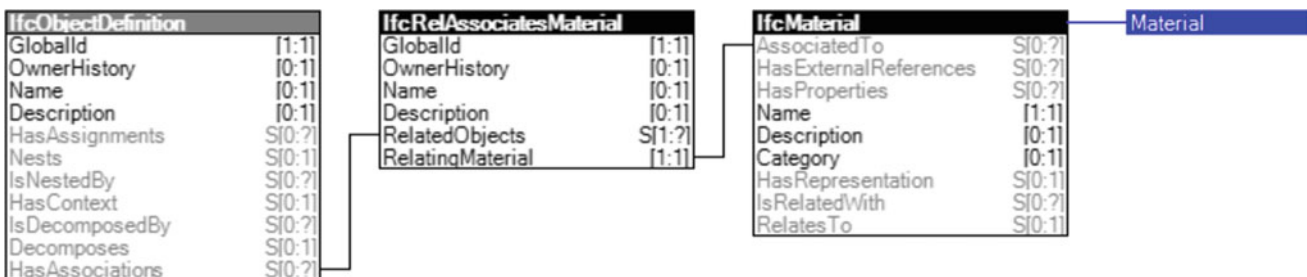 IfcObjectDefinition
GlobalId [1:1]
OwnerHistory [0:1]
Name [0:1]
Description [0:1]
HasAssignments S[0:?]
Nests S[0:1]
IsNestedBy S[0:?]
HasContext S[0:1]
IsDecomposedBy S[0:?]
Decomposes S[0:1]
HasAssociations S[0:?]
IfcRelAssociatesMaterial
GlobalId [1:1]
OwnerHistory [0:1]
Name [0:1]
Description [0:1]
RelatedObjects S[1:?]
RelatingMaterial [1:1]
IfcMaterial
AssociatedTo S[0:?]
HasExternalReferences S[0:?]
HasProperties S[0:?]
Name [1:1]
Description [0:1]
Category [0:1]
HasRepresentation S[0:1]
IsRelatedWith S[0:?]
RelatesTo S[0:1]
Material